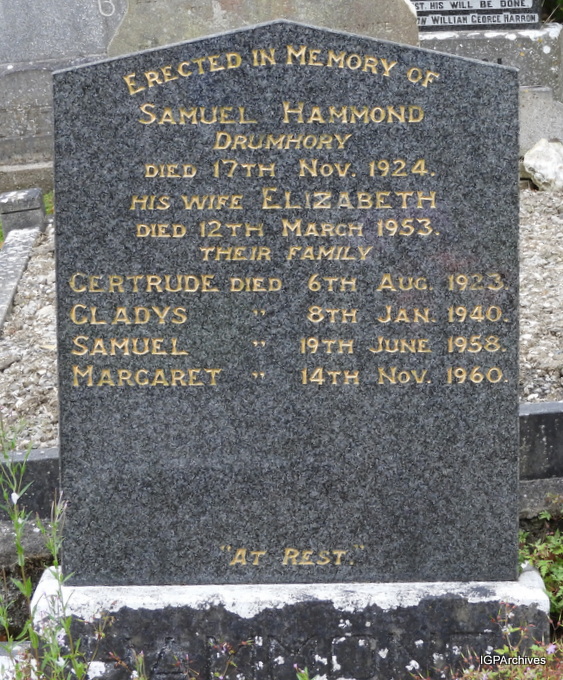 ST. HIS WILL BE DONE.
WILLIAM GEORGE HARRON
ERECTED IN MEMORY OF
SAMUEL HAMMOND
DRUMHORY
DIED 17TH NOV. 1924.
HIS WIFE ELIZABETH
DIED 12TH MARCH 1953.
THEIR FAMILY
GERTRUDE DIED 6TH AUG. 1923.
GLADYS " 8TH JAN. 1940.
SAMUEL " 19TH JUNE 1958.
MARGARET " 14TH NOV. 1960.
"AT REST."
IGPArchives